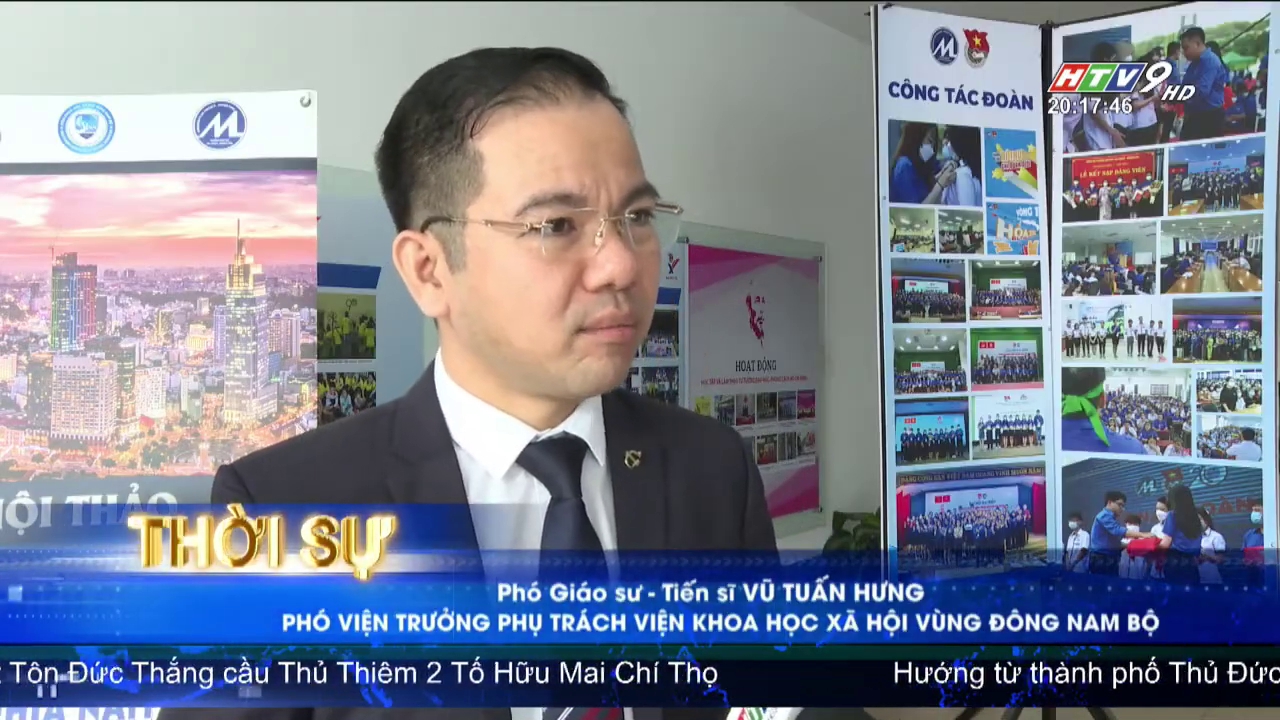 HTV9 HD
20:17:46
CÔNG TÁC ĐOÀN
LỄ KẾT NẠP ĐẢNG VIÊN
HOẠT ĐỘNG
HỘI THẢO
THỜI SỰ
Phó Giáo sư - Tiến sĩ VŨ TUẤN HƯNG
PHÓ VIỆN TRƯỞNG PHỤ TRÁCH VIỆN KHOA HỌC XÃ HỘI VÙNG ĐÔNG NAM BỘ
Tôn Đức Thắng cầu Thủ Thiêm 2 Tố Hữu Mai Chí Thọ
Hướng từ thành phố Thủ Đức